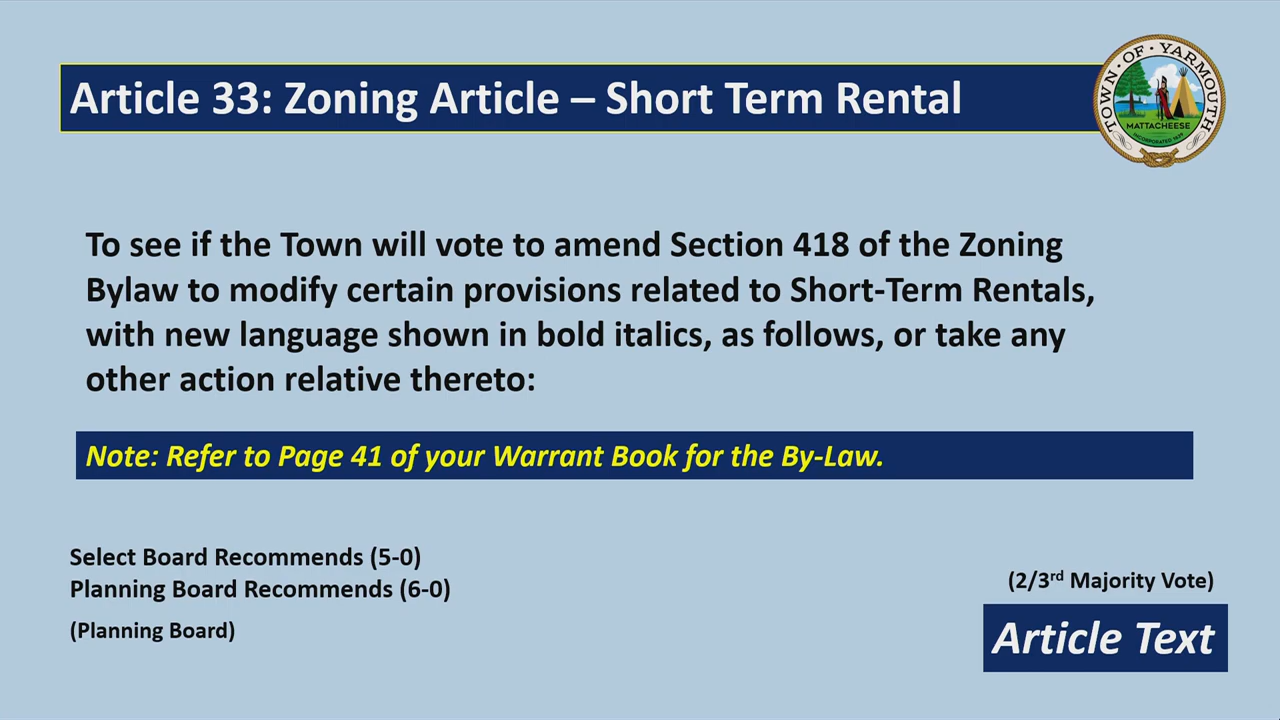 Article 33: Zoning Article – Short Term Rental
TOWN · OF · YARMOUTH
MATTACHEESE
INCORPORATED 1639
To see if the Town will vote to amend Section 418 of the Zoning
Bylaw to modify certain provisions related to Short-Term Rentals,
with new language shown in bold italics, as follows, or take any
other action relative thereto:
Note: Refer to Page 41 of your Warrant Book for the By-Law.
Select Board Recommends (5-0)
Planning Board Recommends (6-0)
(Planning Board)
(2/3rd Majority Vote)
Article Text